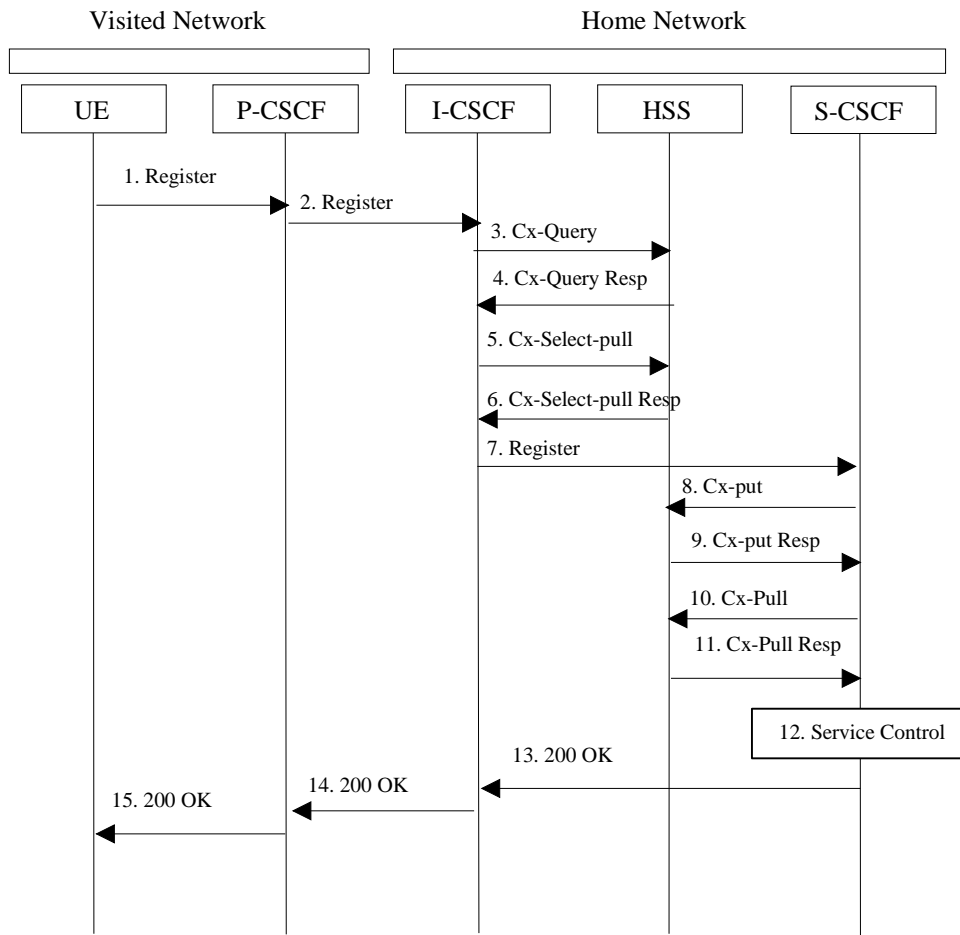 Visited Network
Home Network
UE
P-CSCF
I-CSCF
HSS
S-CSCF
1. Register
2. Register
3. Cx-Query
4. Cx-Query Resp
5. Cx-Select-pull
6. Cx-Select-pull Resp
7. Register
8. Cx-put
9. Cx-put Resp
10. Cx-Pull
11. Cx-Pull Resp
12. Service Control
13. 200 OK
14. 200 OK
15. 200 OK